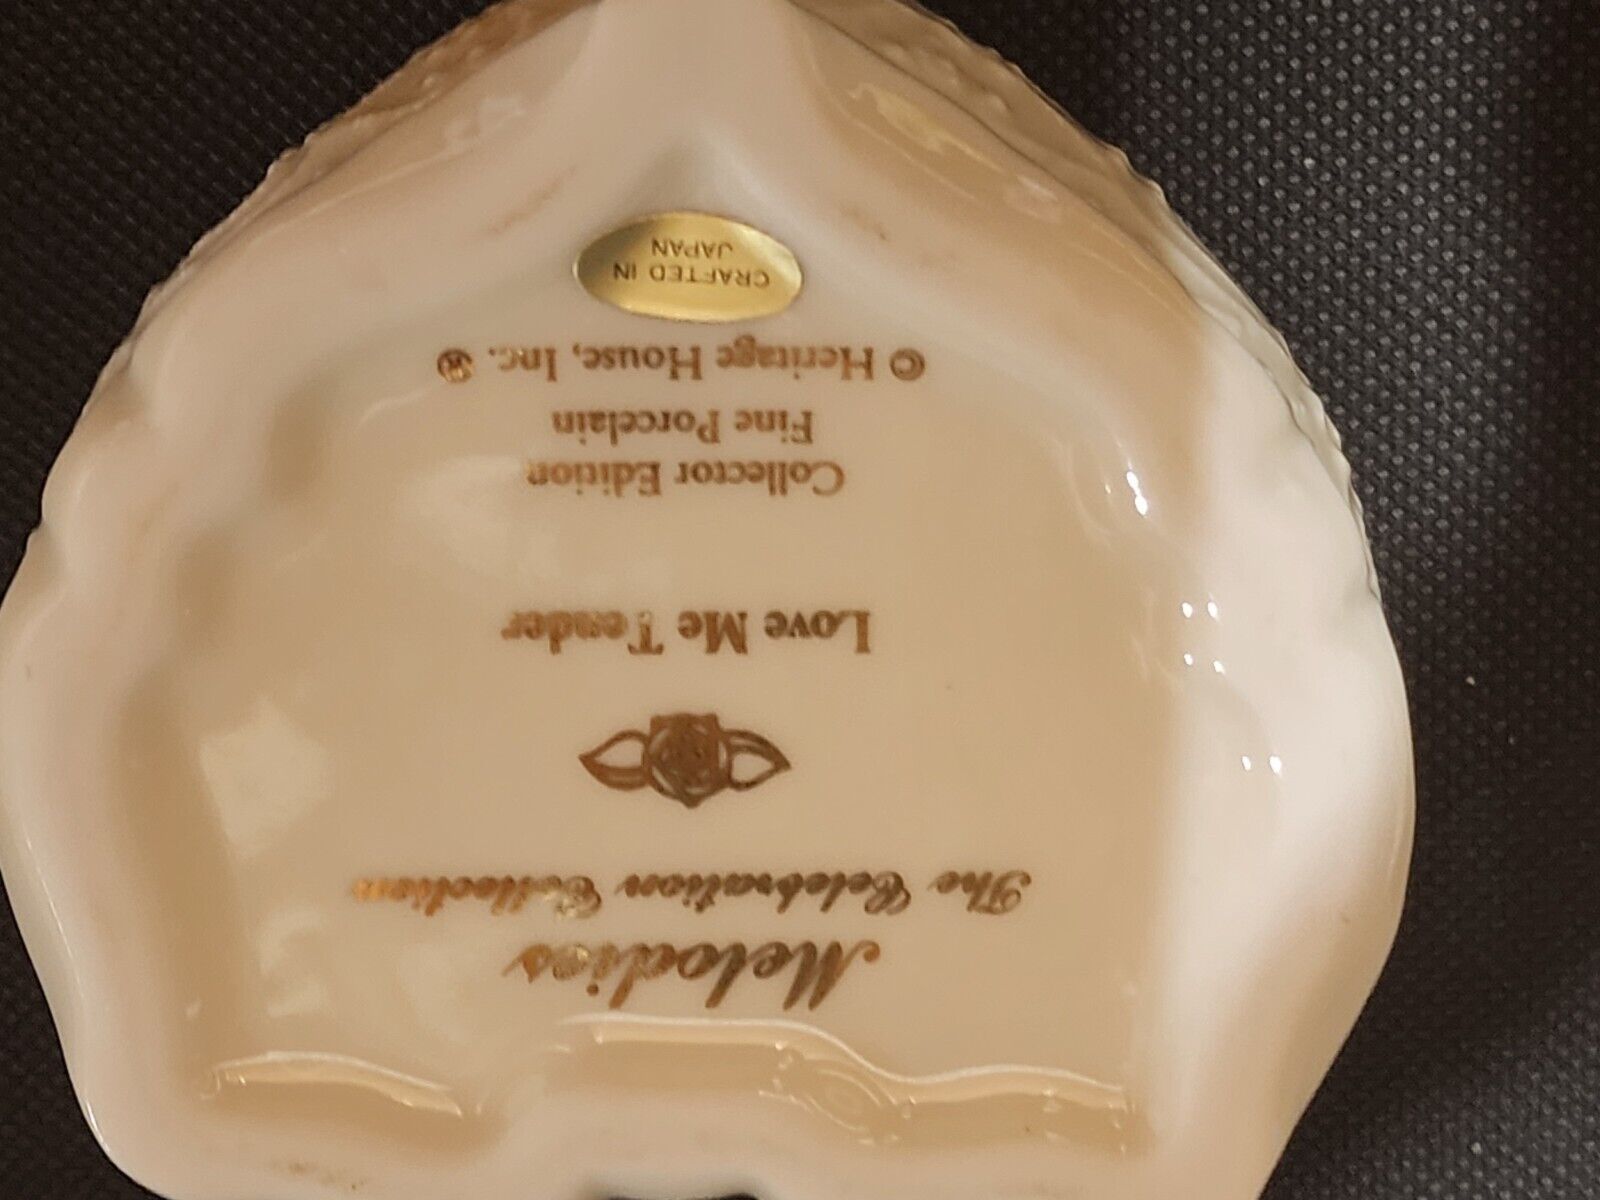 Melodies
The Celebration Collection
Love Me Tender
Collector Edition
Fine Porcelain
© Heritage House, Inc.
CRAFTED IN
JAPAN